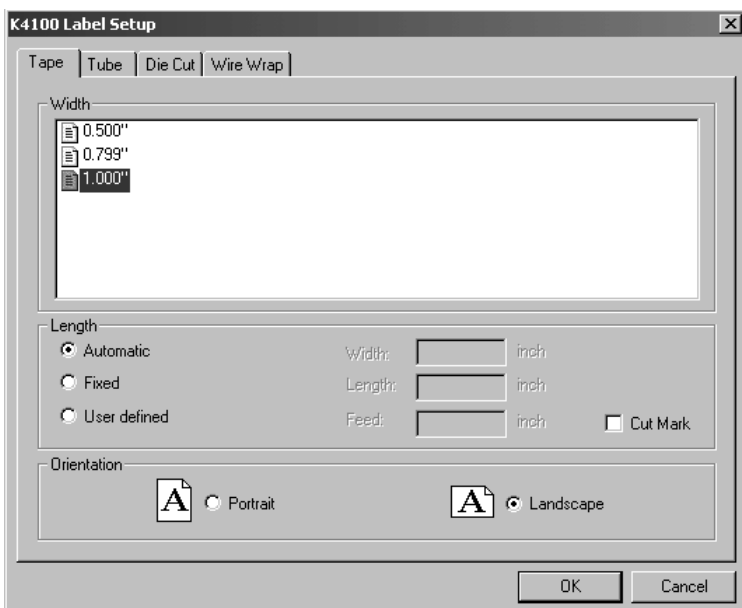 K4100 Label Setup
Tape Tube Die Cut Wire Wrap
Width
0.500"
0.799"
1.000"
Length
Automatic Width: inch
Fixed Length: inch
User defined Feed: inch Cut Mark
Orientation
A Portrait A Landscape
OK Cancel